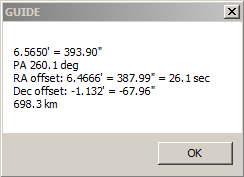 GUIDE
6.5650' = 393.90"
PA 260.1 deg
RA offset: 6.4666' = 387.99" = 26.1 sec
Dec offset: -1.132' = -67.96"
698.3 km
OK